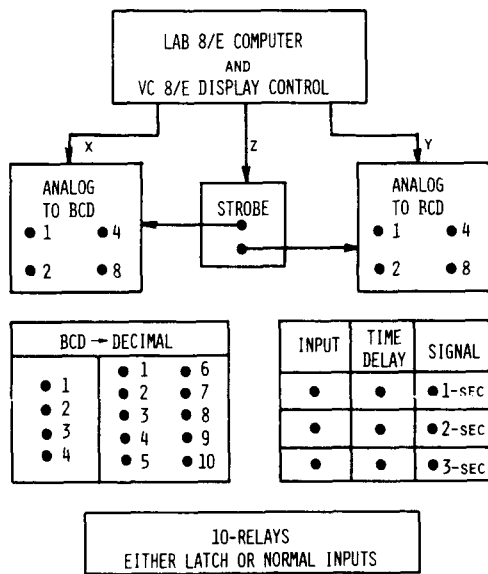 LAB 8/E COMPUTER
AND
VC 8/E DISPLAY CONTROL
X
Z
Y
ANALOG
TO BCD
1 4
2 8
STROBE
ANALOG
TO BCD
1 4
2 8
BCD → DECIMAL
1
2
3
4
1 6
2 7
3 8
4 9
5 10
INPUT TIME DELAY SIGNAL
1-SEC
2-SEC
3-SEC
10-RELAYS
EITHER LATCH OR NORMAL INPUTS